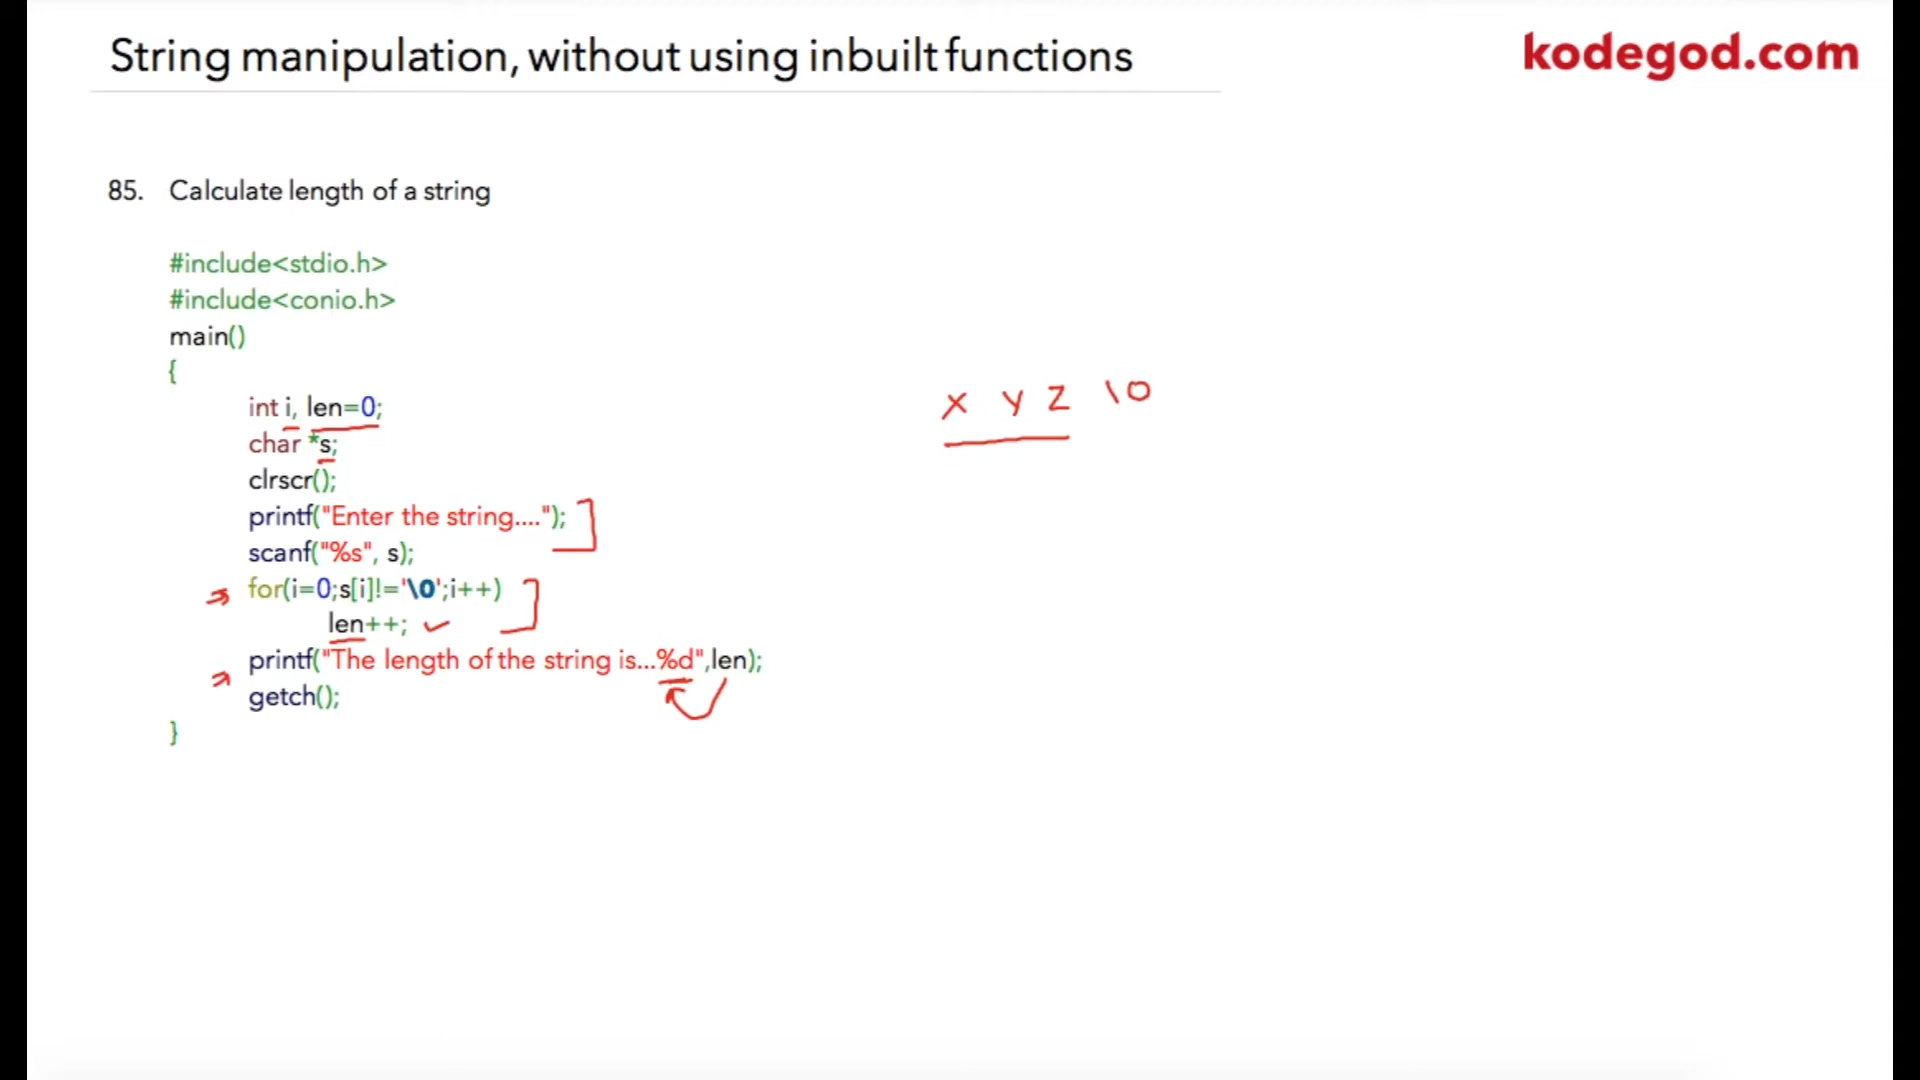 String manipulation, without using inbuilt functions
kodegod.com
85. Calculate length of a string
#include<stdio.h>
#include<conio.h>
main()
{
int i, len=0;
char *s;
clrscr();
printf("Enter the string....");
scanf("%s", s);
for(i=0;s[i]!='\0';i++)
len++;
printf("The length of the string is...%d",len);
getch();
}
X Y Z \0